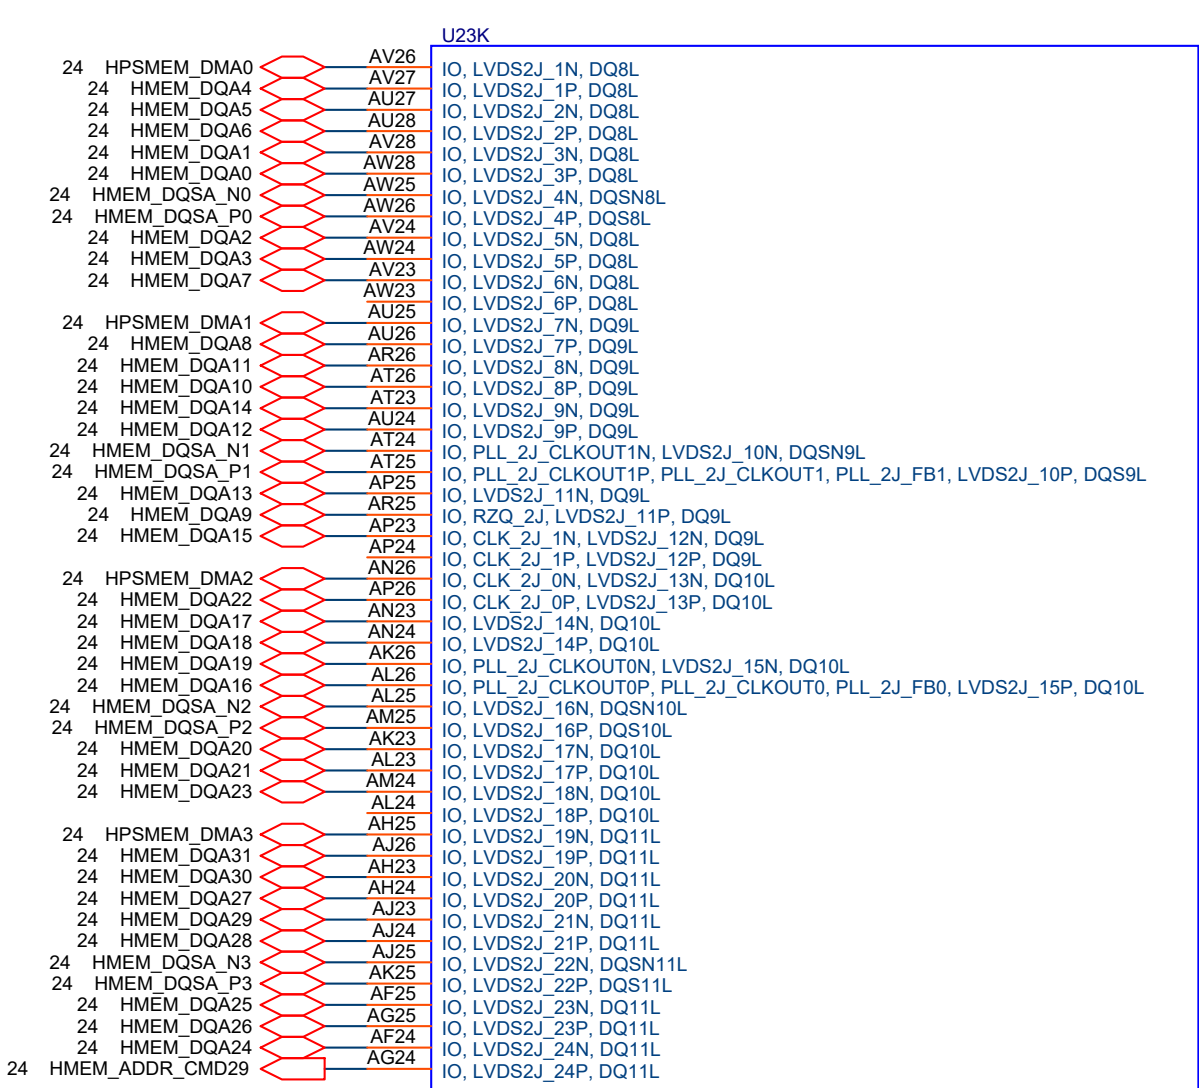 U23K
24 HPSMEM_DMA0 AV26 IO, LVDS2J_1N, DQ8L
24 HMEM_DQA4 AV27 IO, LVDS2J_1P, DQ8L
24 HMEM_DQA5 AU27 IO, LVDS2J_2N, DQ8L
24 HMEM_DQA6 AU28 IO, LVDS2J_2P, DQ8L
24 HMEM_DQA1 AV28 IO, LVDS2J_3N, DQ8L
24 HMEM_DQA0 AW28 IO, LVDS2J_3P, DQ8L
24 HMEM_DQSA_N0 AW25 IO, LVDS2J_4N, DQSN8L
24 HMEM_DQSA_P0 AW26 IO, LVDS2J_4P, DQS8L
24 HMEM_DQA2 AV24 IO, LVDS2J_5N, DQ8L
24 HMEM_DQA3 AW24 IO, LVDS2J_5P, DQ8L
24 HMEM_DQA7 AV23 IO, LVDS2J_6N, DQ8L
AW23 IO, LVDS2J_6P, DQ8L
24 HPSMEM_DMA1 AU25 IO, LVDS2J_7N, DQ9L
24 HMEM_DQA8 AU26 IO, LVDS2J_7P, DQ9L
24 HMEM_DQA11 AR26 IO, LVDS2J_8N, DQ9L
24 HMEM_DQA10 AT26 IO, LVDS2J_8P, DQ9L
24 HMEM_DQA14 AT23 IO, LVDS2J_9N, DQ9L
24 HMEM_DQA12 AU24 IO, LVDS2J_9P, DQ9L
24 HMEM_DQSA_N1 AT24 IO, PLL_2J_CLKOUT1N, LVDS2J_10N, DQSN9L
24 HMEM_DQSA_P1 AT25 IO, PLL_2J_CLKOUT1P, PLL_2J_CLKOUT1, PLL_2J_FB1, LVDS2J_10P, DQS9L
24 HMEM_DQA13 AP25 IO, LVDS2J_11N, DQ9L
24 HMEM_DQA9 AR25 IO, RZQ_2J, LVDS2J_11P, DQ9L
24 HMEM_DQA15 AP23 IO, CLK_2J_1N, LVDS2J_12N, DQ9L
AP24 IO, CLK_2J_1P, LVDS2J_12P, DQ9L
24 HPSMEM_DMA2 AN26 IO, CLK_2J_0N, LVDS2J_13N, DQ10L
24 HMEM_DQA22 AP26 IO, CLK_2J_0P, LVDS2J_13P, DQ10L
24 HMEM_DQA17 AN23 IO, LVDS2J_14N, DQ10L
24 HMEM_DQA18 AN24 IO, LVDS2J_14P, DQ10L
24 HMEM_DQA19 AK26 IO, PLL_2J_CLKOUT0N, LVDS2J_15N, DQ10L
24 HMEM_DQA16 AL26 IO, PLL_2J_CLKOUT0P, PLL_2J_CLKOUT0, PLL_2J_FB0, LVDS2J_15P, DQ10L
24 HMEM_DQSA_N2 AL25 IO, LVDS2J_16N, DQSN10L
24 HMEM_DQSA_P2 AM25 IO, LVDS2J_16P, DQS10L
24 HMEM_DQA20 AK23 IO, LVDS2J_17N, DQ10L
24 HMEM_DQA21 AL23 IO, LVDS2J_17P, DQ10L
24 HMEM_DQA23 AM24 IO, LVDS2J_18N, DQ10L
AL24 IO, LVDS2J_18P, DQ10L
24 HPSMEM_DMA3 AH25 IO, LVDS2J_19N, DQ11L
24 HMEM_DQA31 AJ26 IO, LVDS2J_19P, DQ11L
24 HMEM_DQA30 AH23 IO, LVDS2J_20N, DQ11L
24 HMEM_DQA27 AH24 IO, LVDS2J_20P, DQ11L
24 HMEM_DQA29 AJ23 IO, LVDS2J_21N, DQ11L
24 HMEM_DQA28 AJ24 IO, LVDS2J_21P, DQ11L
24 HMEM_DQSA_N3 AJ25 IO, LVDS2J_22N, DQSN11L
24 HMEM_DQSA_P3 AK25 IO, LVDS2J_22P, DQS11L
24 HMEM_DQA25 AF25 IO, LVDS2J_23N, DQ11L
24 HMEM_DQA26 AG25 IO, LVDS2J_23P, DQ11L
24 HMEM_DQA24 AF24 IO, LVDS2J_24N, DQ11L
24 HMEM_ADDR_CMD29 AG24 IO, LVDS2J_24P, DQ11L